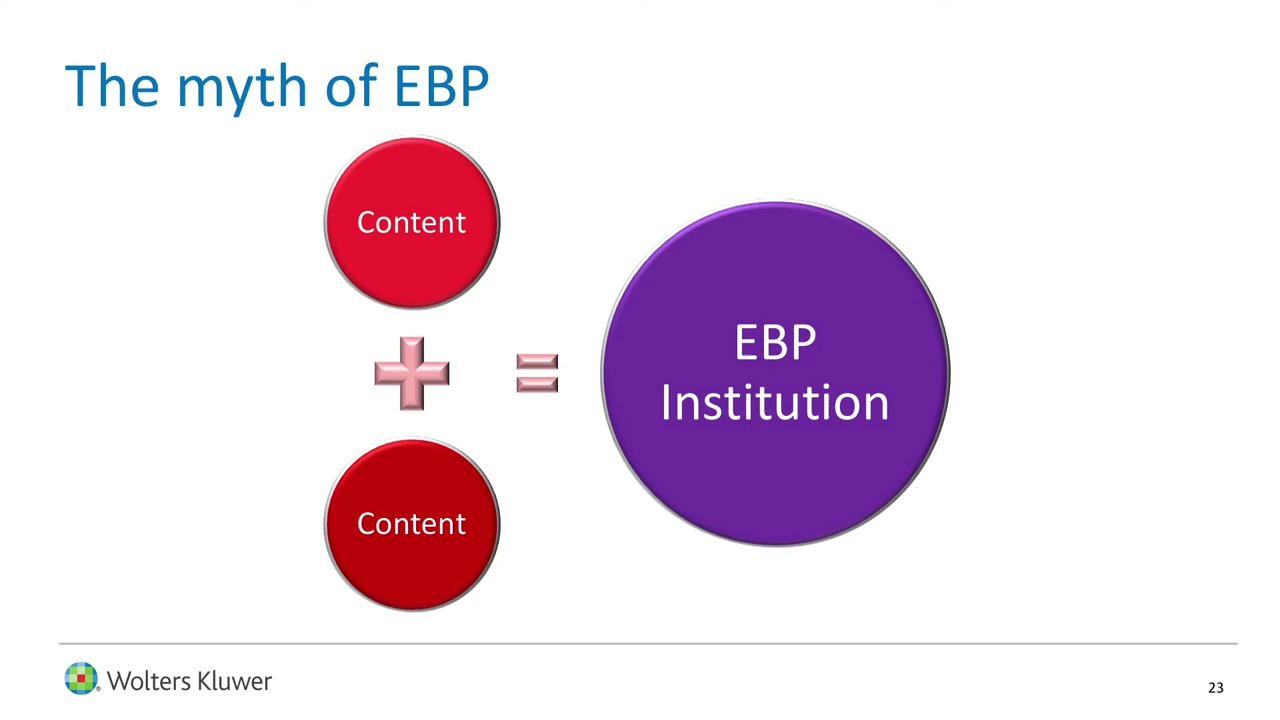 The myth of EBP
Content
EBP
Institution
Content
Wolters Kluwer
23